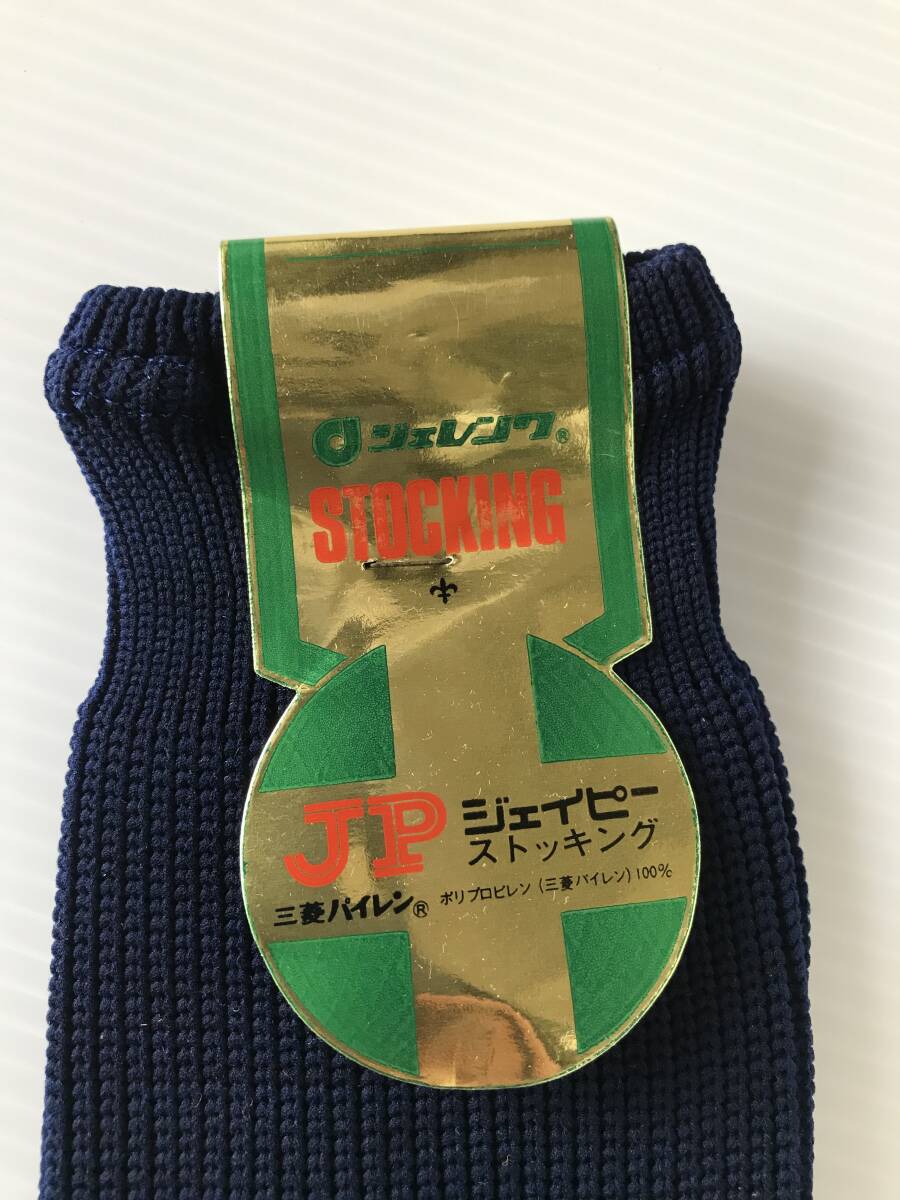 ジェレンク®
STOCKING
JP ジェイピー
ストッキング
三菱パイレン®
ポリプロピレン (三菱パイレン) 100%